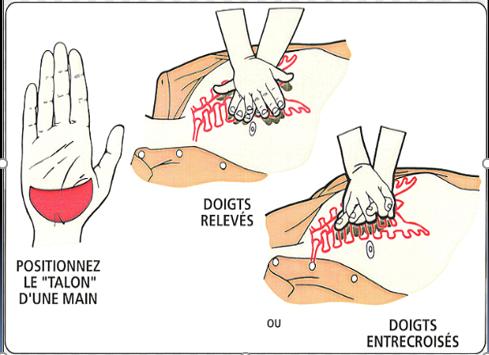 POSITIONNEZ
LE "TALON"
D'UNE MAIN
DOIGTS
RELEVÉS
OU
DOIGTS
ENTRECROISÉS